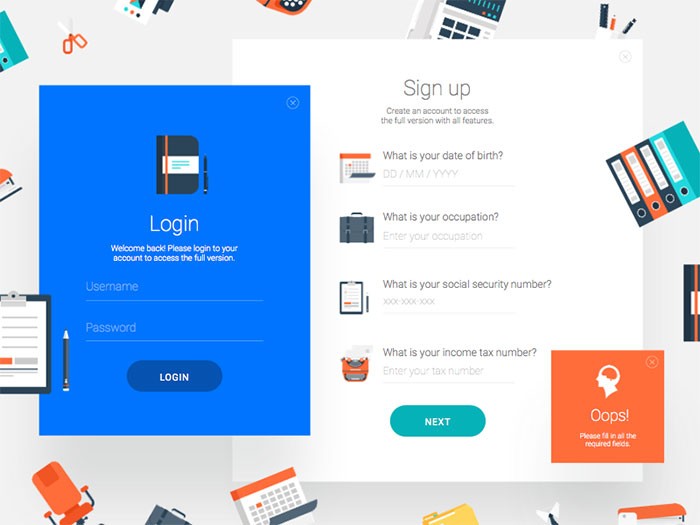 Login
Welcome back! Please login to your
account to access the full version.
Username
Password
LOGIN
Sign up
Create an account to access
the full version with all features.
What is your date of birth?
DD / MM / YYYY
What is your occupation?
Enter your occupation
What is your social security number?
xxx-xxx-xxx
What is your income tax number?
Enter your tax number
NEXT
Oops!
Please fill in all the
required fields.